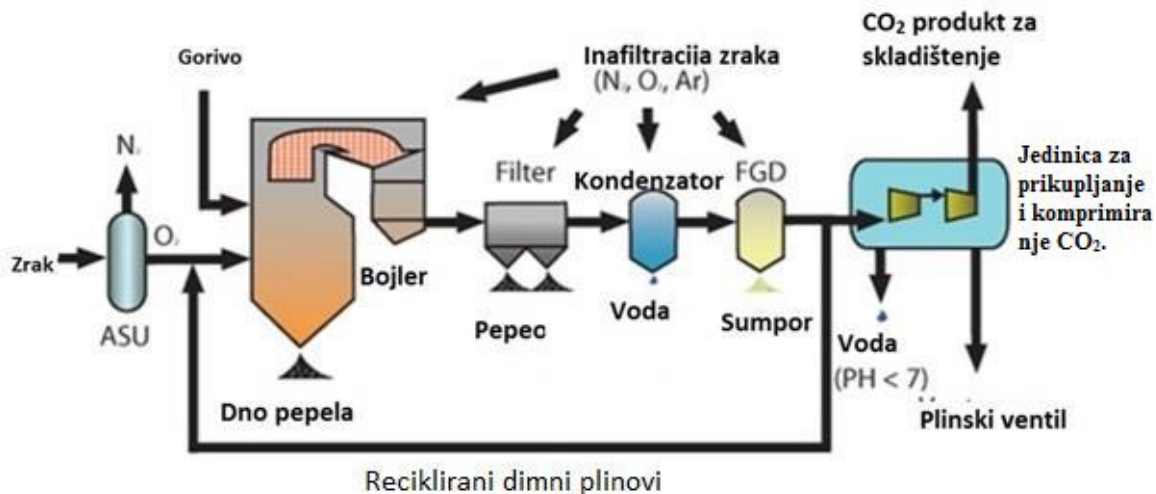 CO₂ produkt za
skladištenje
Gorivo
Inafiltracija zraka
(N₂, O₂, Ar)
N₂
Filter
Kondenzator
FGD
Jedinica za
prikupljanje
i komprimira
nje CO₂.
O₂
Zrak
Bojler
ASU
Pepeo
Voda
Sumpor
Voda
(PH < 7)
Dno pepela
Plinski ventil
Reciklirani dimni plinovi